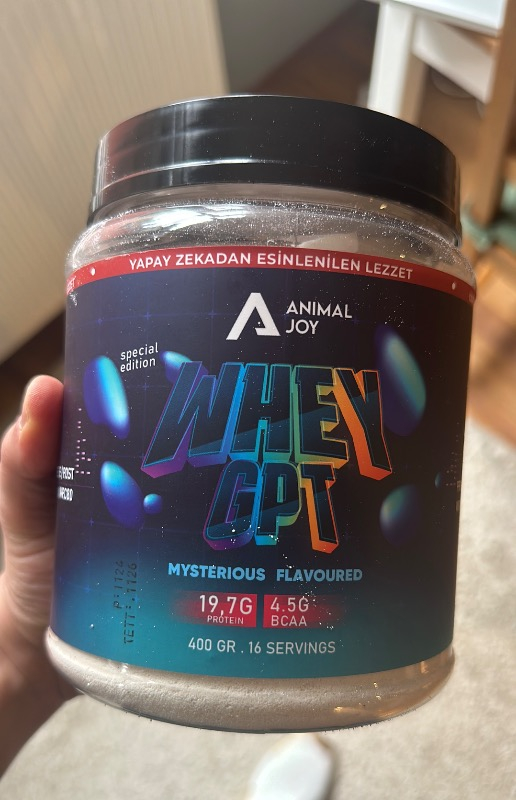 YAPAY ZEKADAN ESİNLENİLEN LEZZET
ANIMAL
JOY
special
edition
WHEY
GPT
MYSTERIOUS FLAVOURED
19,7G
PROTEIN
4.5G
BCAA
400 GR . 16 SERVINGS